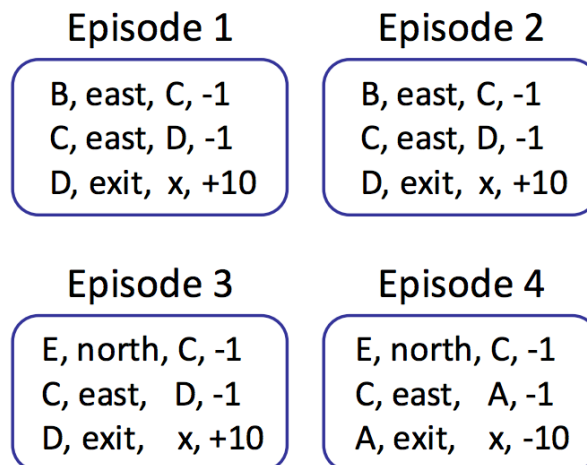 Episode 1
B, east, C, -1
C, east, D, -1
D, exit, x, +10
Episode 2
B, east, C, -1
C, east, D, -1
D, exit, x, +10
Episode 3
E, north, C, -1
C, east, D, -1
D, exit, x, +10
Episode 4
E, north, C, -1
C, east, A, -1
A, exit, x, -10